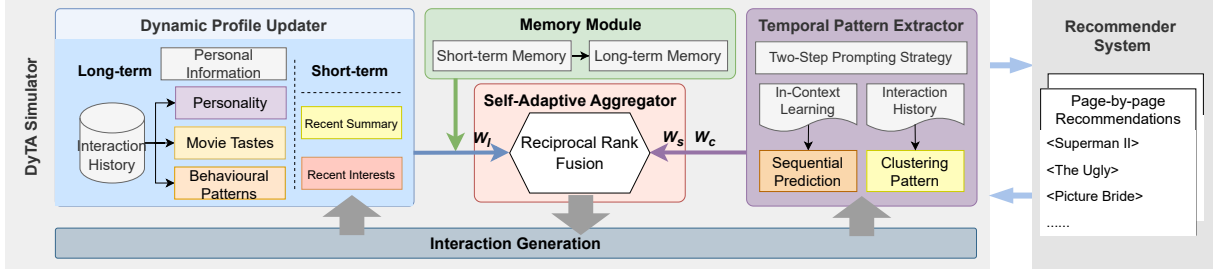 DyTA Simulator
Dynamic Profile Updater
Long-term
Personal
Information
Short-term
Interaction
History
Personality
Movie Tastes
Behavioural
Patterns
Recent Summary
Recent Interests
Memory Module
Short-term Memory
Long-term Memory
Self-Adaptive Aggregator
W_l
Reciprocal Rank
Fusion
W_s W_c
Temporal Pattern Extractor
Two-Step Prompting Strategy
In-Context
Learning
Interaction
History
Sequential
Prediction
Clustering
Pattern
Interaction Generation
Recommender
System
Page-by-page
Recommendations
<Superman II>
<The Ugly>
<Picture Bride>
......